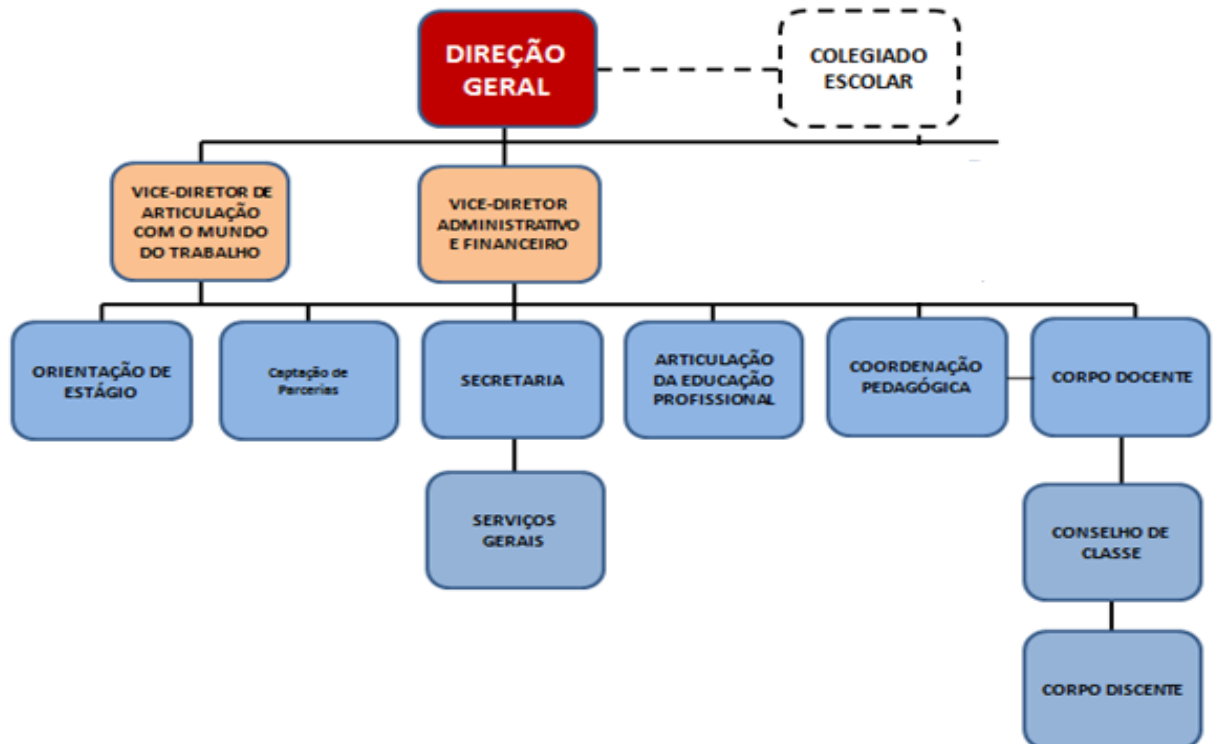 DIREÇÃO
GERAL
COLEGIADO
ESCOLAR
VICE-DIRETOR DE
ARTICULAÇÃO
COM O MUNDO
DO TRABALHO
VICE-DIRETOR
ADMINISTRATIVO
E FINANCEIRO
ORIENTAÇÃO DE
ESTÁGIO
Captação de
Parcerias
SECRETARIA
ARTICULAÇÃO
DA EDUCAÇÃO
PROFISSIONAL
COORDENAÇÃO
PEDAGÓGICA
CORPO DOCENTE
SERVIÇOS
GERAIS
CONSELHO DE
CLASSE
CORPO DISCENTE